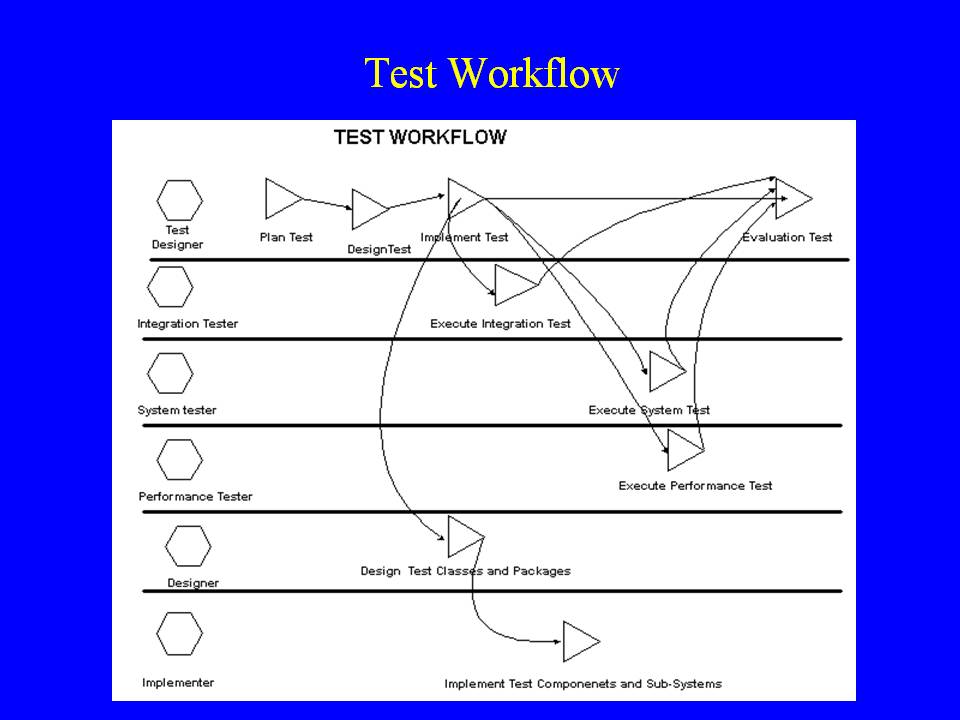 Test Workflow
TEST WORKFLOW
Test
Designer
Plan Test
DesignTest
Implement Test
Evaluation Test
Integration Tester
Execute Integration Test
System tester
Execute System Test
Performance Tester
Execute Performance Test
Designer
Design Test Classes and Packages
Implementer
Implement Test Componenets and Sub-Systems